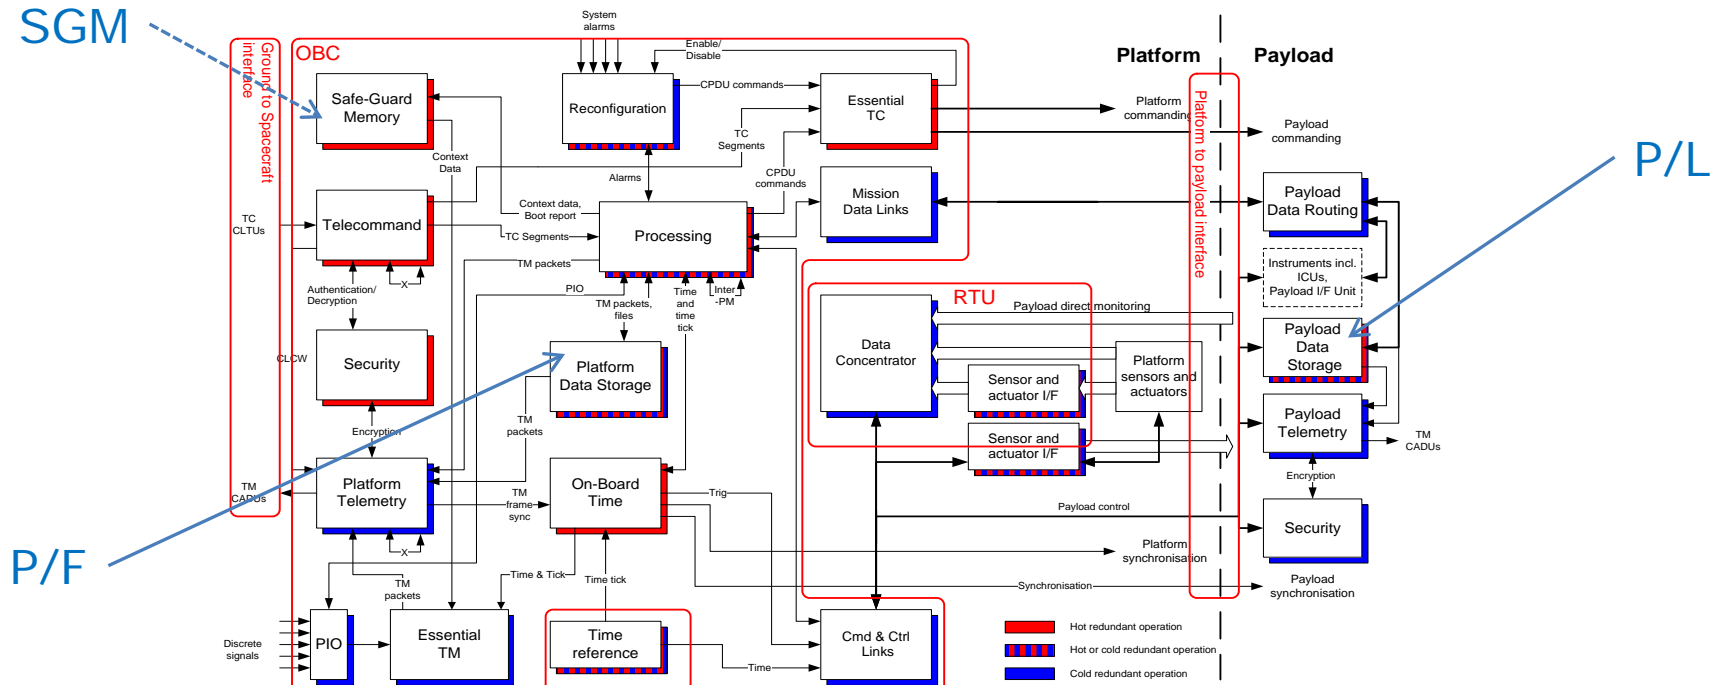 SGM
System
alarms
Enable/
Disable
Platform
Payload
Ground to Spacecraft
interface
OBC
Safe-Guard
Memory
Reconfiguration
CPDU commands
Essential
TC
Platform
commanding
Payload
commanding
Platform to payload interface
P/L
TC
Segments
Context
Data
Alarms
CPDU
commands
Mission
Data Links
Payload
Data Routing
TC
CLTUs
Telecommand
Context data,
Boot report
TC Segments
Processing
TM packets
X
Authentication/
Decryption
PIO
TM packets,
files
Time
and
time
tick
Inter
-PM
Instruments incl.
ICUs,
Payload I/F Unit
RTU
Payload direct monitoring
CLCW
Security
Platform
Data Storage
Data
Concentrator
Sensor and
actuator I/F
Platform
sensors and
actuators
Payload
Data
Storage
TM
packets
Encryption
Sensor and
actuator I/F
Payload
Telemetry
TM
CADUs
Encryption
TM
CADUs
Platform
Telemetry
TM
frame
sync
On-Board
Time
Trig
Payload control
Security
X
P/F
Platform
synchronisation
TM
packets
Time & Tick
Time tick
Synchronisation
Payload
synchronisation
Discrete
signals
PIO
Essential
TM
Time
reference
Time
Cmd & Ctrl
Links
Hot redundant operation
Hot or cold redundant operation
Cold redundant operation